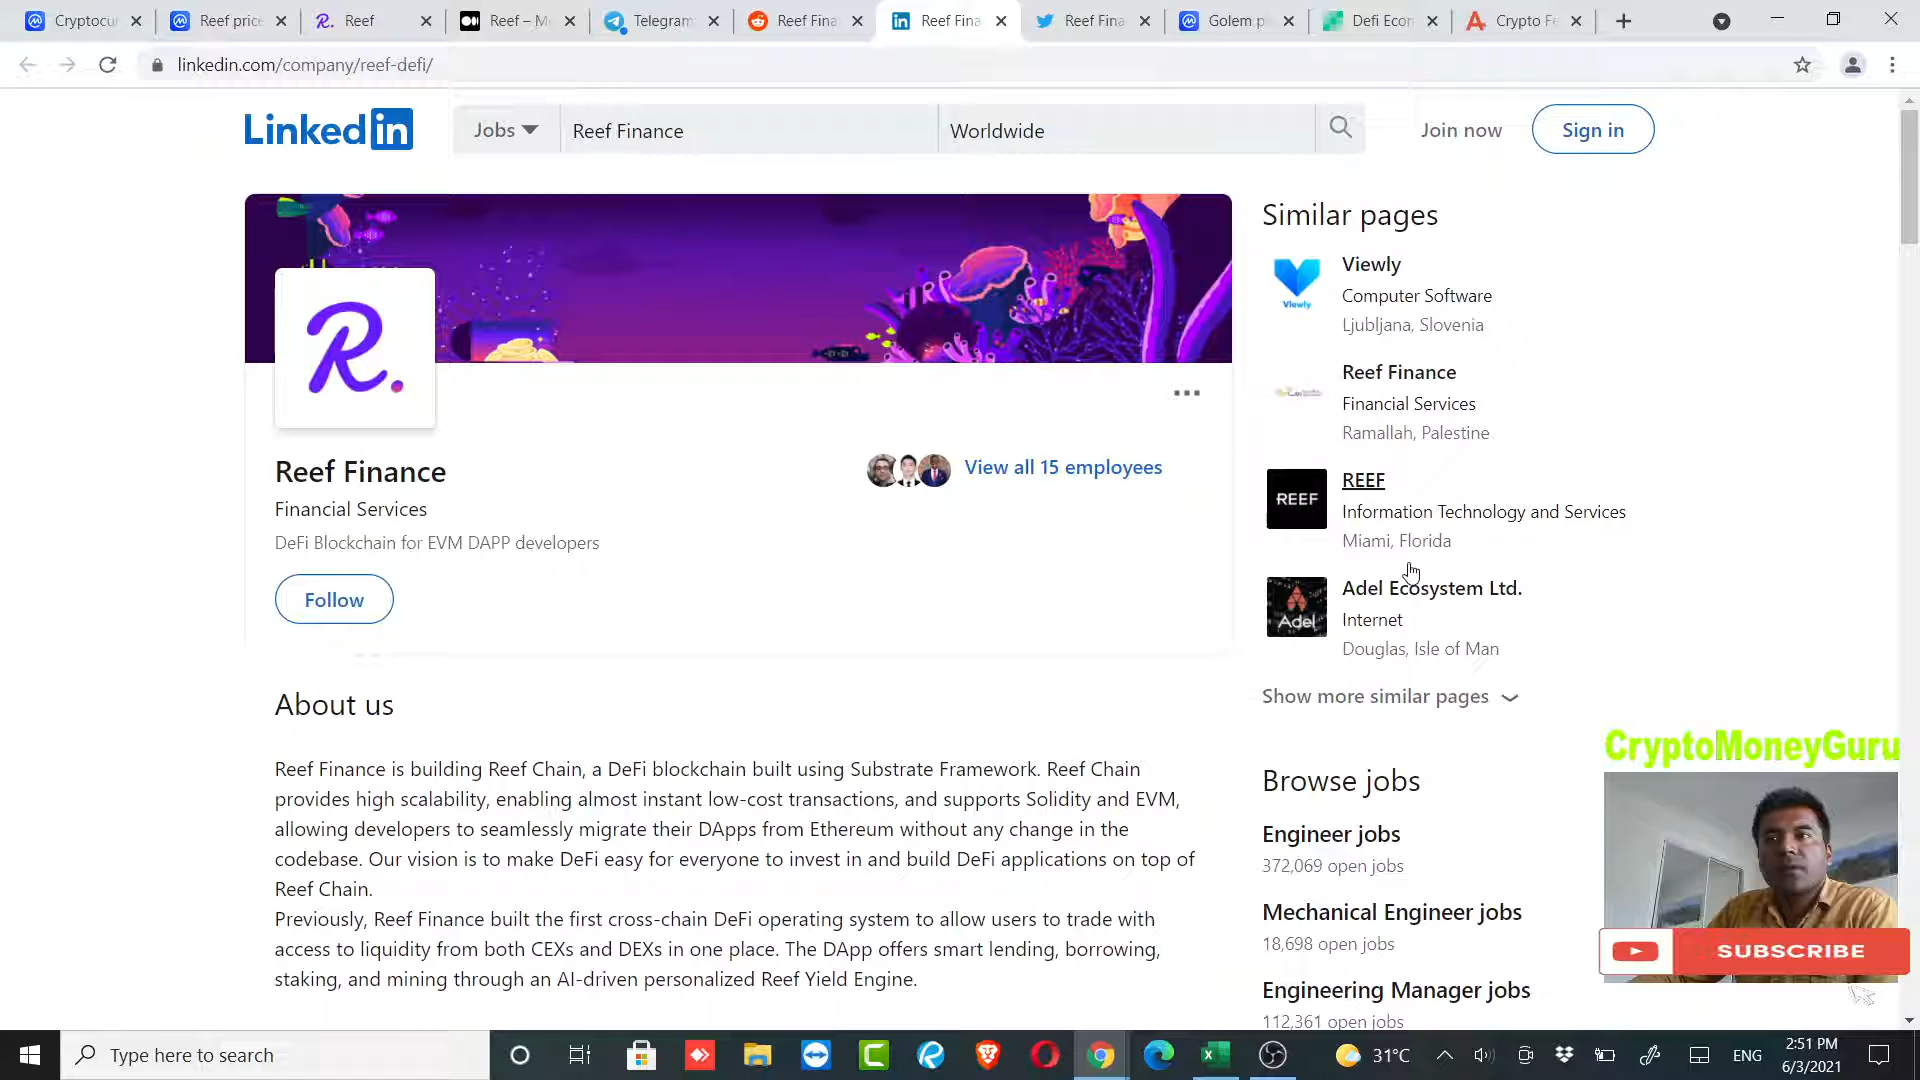 Cryptocur
Reef price
Reef
Reef – M
Telegram
Reef Fina
Reef Fina
Reef Fina
Golem p
Defi Econ
Crypto Fe
linkedin.com/company/reef-defi/
Linked in
Jobs
Reef Finance
Worldwide
Join now
Sign in
R.
Reef Finance
Financial Services
DeFi Blockchain for EVM DAPP developers
View all 15 employees
Follow
About us
Reef Finance is building Reef Chain, a DeFi blockchain built using Substrate Framework. Reef Chain
provides high scalability, enabling almost instant low-cost transactions, and supports Solidity and EVM,
allowing developers to seamlessly migrate their DApps from Ethereum without any change in the
codebase. Our vision is to make DeFi easy for everyone to invest in and build DeFi applications on top of
Reef Chain.
Previously, Reef Finance built the first cross-chain DeFi operating system to allow users to trade with
access to liquidity from both CEXs and DEXs in one place. The DApp offers smart lending, borrowing,
staking, and mining through an AI-driven personalized Reef Yield Engine.
Similar pages
Viewly
Viewly
Computer Software
Ljubljana, Slovenia
Reef Finance
Financial Services
Ramallah, Palestine
REEF
REEF
Information Technology and Services
Miami, Florida
Adel
Adel Ecosystem Ltd.
Internet
Douglas, Isle of Man
Show more similar pages
Browse jobs
Engineer jobs
372,069 open jobs
Mechanical Engineer jobs
18,698 open jobs
Engineering Manager jobs
112,361 open jobs
CryptoMoneyGuru
SUBSCRIBE
Type here to search
31°C
ENG
2:51 PM
6/3/2021